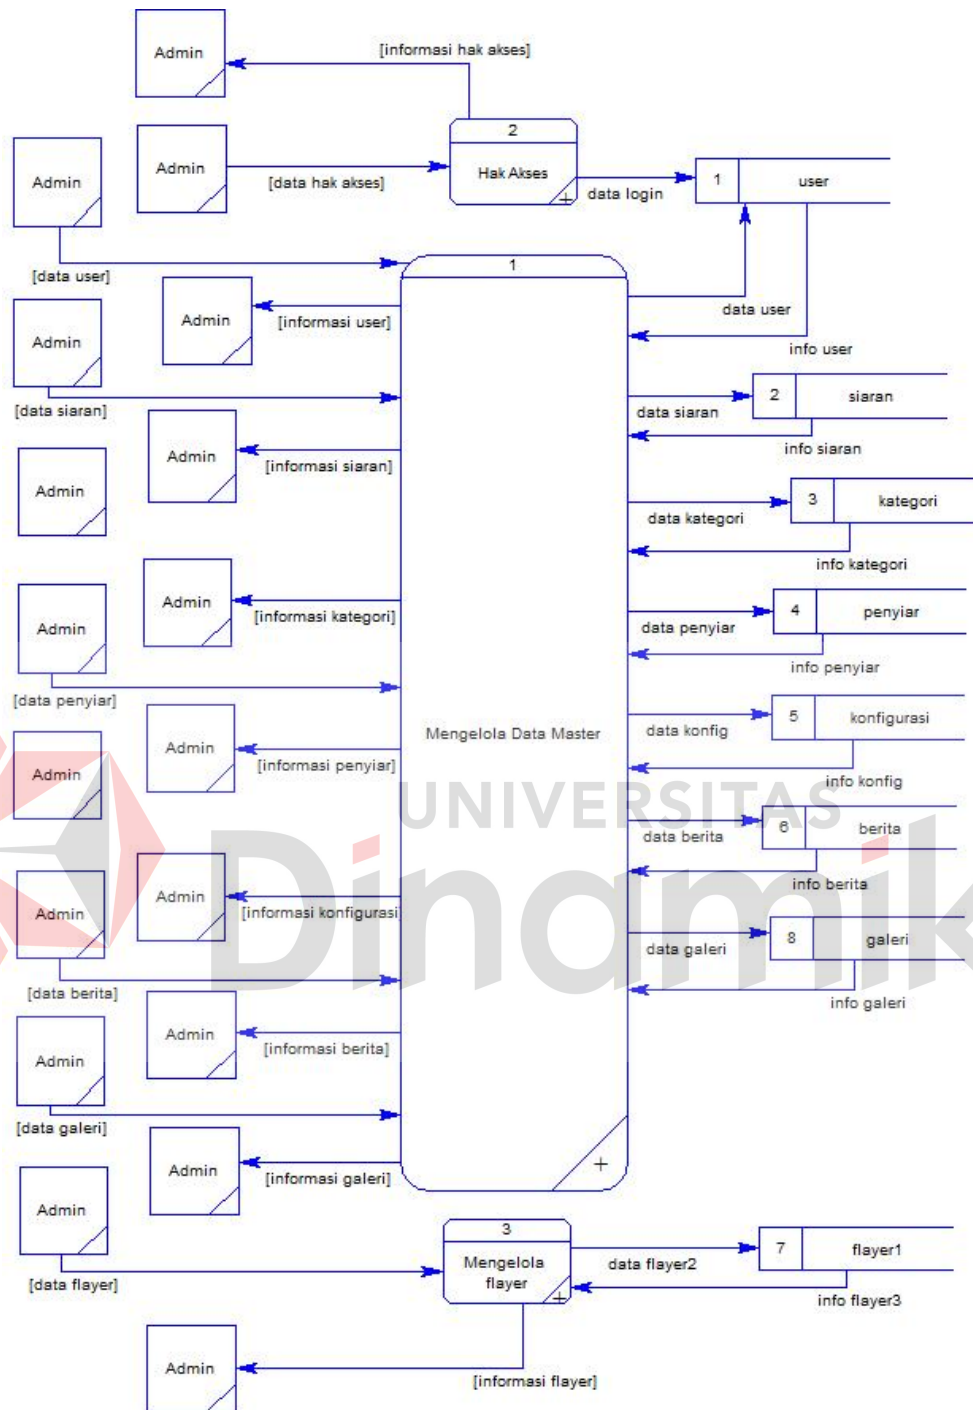 Admin
[informasi hak akses]
Admin
[data hak akses]
2
Hak Akses
+
data login
1
user
Admin
[data user]
1
Admin
[informasi user]
data user
info user
Admin
[data siaran]
data siaran
2
siaran
info siaran
Admin
[informasi siaran]
Admin
data kategori
3
kategori
info kategori
Admin
[informasi kategori]
Admin
[data penyiar]
data penyiar
4
penyiar
info penyiar
Admin
[informasi penyiar]
Mengelola Data Master
data konfig
5
konfigurasi
info konfig
Admin
UNIVERSITAS
Dinamik
data berita
6
berita
info berita
Admin
[informasi konfigurasi
Admin
[data berita]
data galeri
8
galeri
info galeri
Admin
[informasi berita]
Admin
[data galeri]
Admin
[informasi galeri]
+
Admin
[data flayer]
3
Mengelola
flayer
+
data flayer2
7
flayer1
info flayer3
Admin
[informasi flayer]